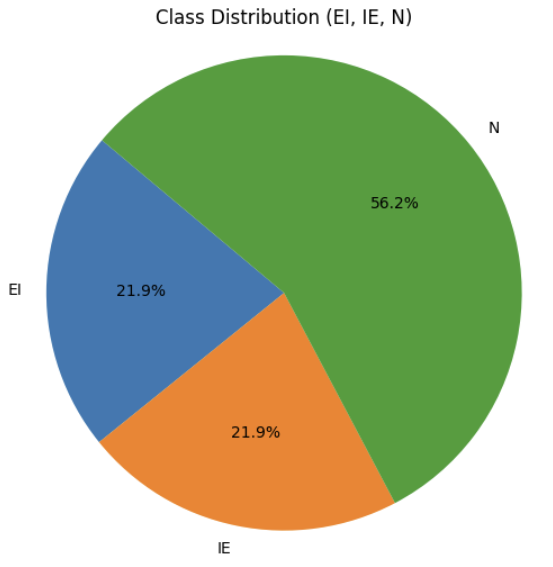 Class Distribution (EI, IE, N)
N
56.2%
EI
21.9%
21.9%
IE